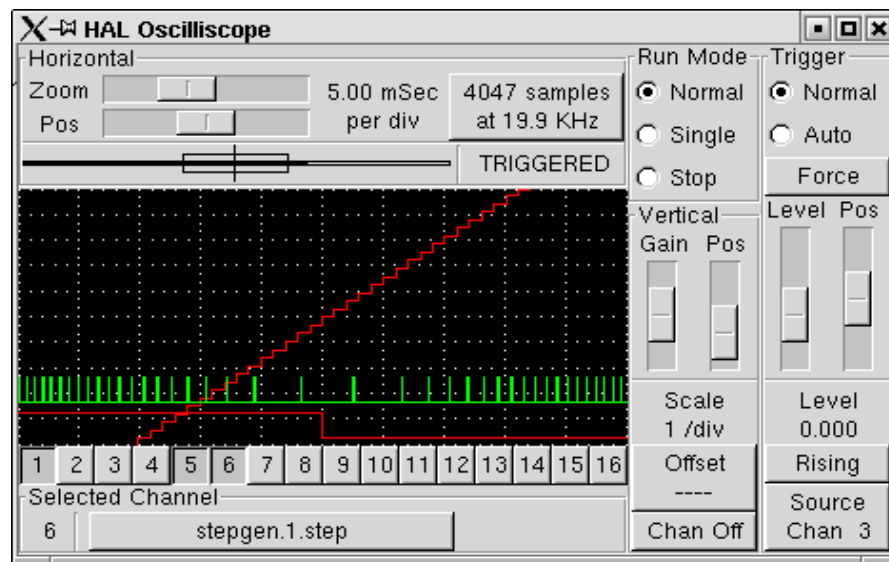 HAL Oscilliscope
Horizontal
Zoom
Pos
5.00 mSec
per div
4047 samples
at 19.9 KHz
TRIGGERED
Run Mode
Normal
Single
Stop
Trigger
Normal
Auto
Force
Level Pos
Vertical
Gain Pos
Scale
1 /div
Offset
----
Chan Off
Level
0.000
Rising
Source
Chan 3
1 2 3 4 5 6 7 8 9 10 11 12 13 14 15 16
Selected Channel
6 stepgen.1.step